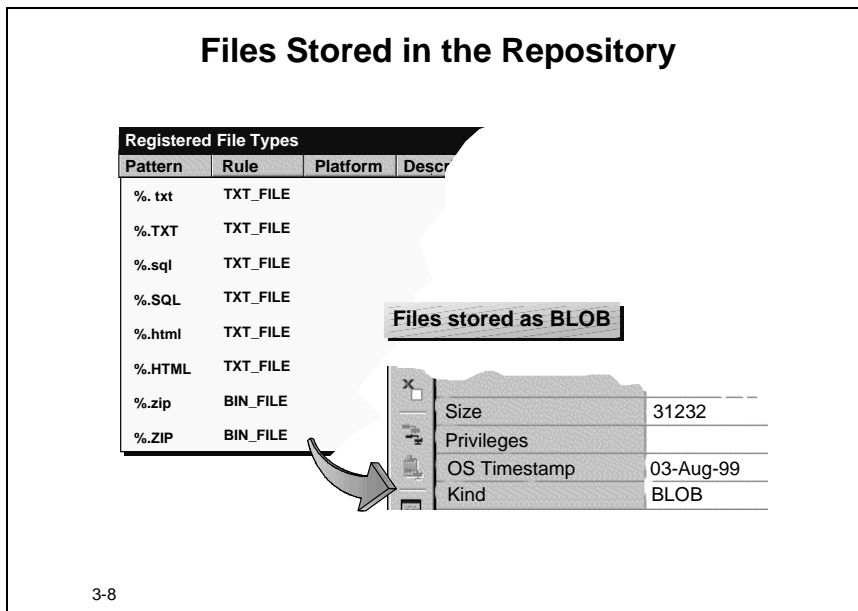 Files Stored in the Repository
Registered File Types
Pattern Rule Platform Descr
%. txt TXT_FILE
%.TXT TXT_FILE
%.sql TXT_FILE
%.SQL TXT_FILE
%.html TXT_FILE
%.HTML TXT_FILE
%.zip BIN_FILE
%.ZIP BIN_FILE
Files stored as BLOB
Size 31232
Privileges
OS Timestamp 03-Aug-99
Kind BLOB
3-8